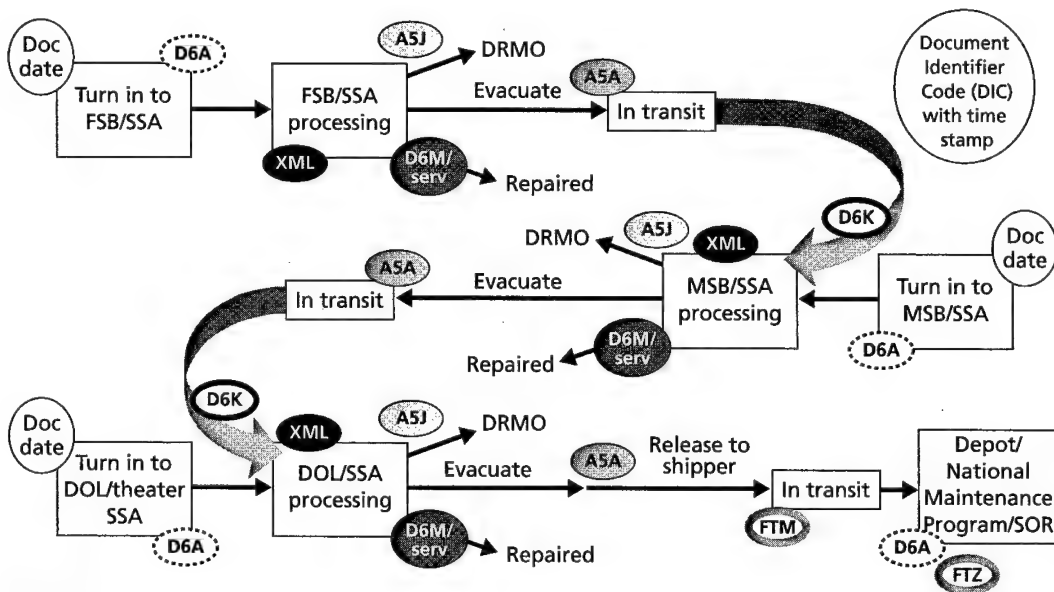 Doc
date
D6A
Turn in to
FSB/SSA
FSB/SSA
processing
XML
A5J
DRMO
Evacuate
D6M/
serv
Repaired
A5A
In transit
Document
Identifier
Code (DIC)
with time
stamp
D6K
Doc
date
Turn in to
MSB/SSA
D6A
MSB/SSA
processing
XML
A5J
DRMO
Evacuate
D6M/
serv
Repaired
A5A
In transit
D6K
Doc
date
Turn in to
DOL/theater
SSA
D6A
XML
DOL/SSA
processing
A5J
DRMO
Evacuate
D6M/
serv
Repaired
A5A
Release to
shipper
In transit
FTM
Depot/
National
Maintenance
Program/SOR
D6A
FTZ